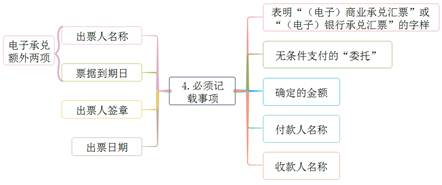 电子承兑
额外两项
出票人名称
票据到期日
出票人签章
出票日期
4.必须记
载事项
表明“（电子）商业承兑汇票”或
“（电子）银行承兑汇票”的字样
无条件支付的“委托”
确定的金额
付款人名称
收款人名称